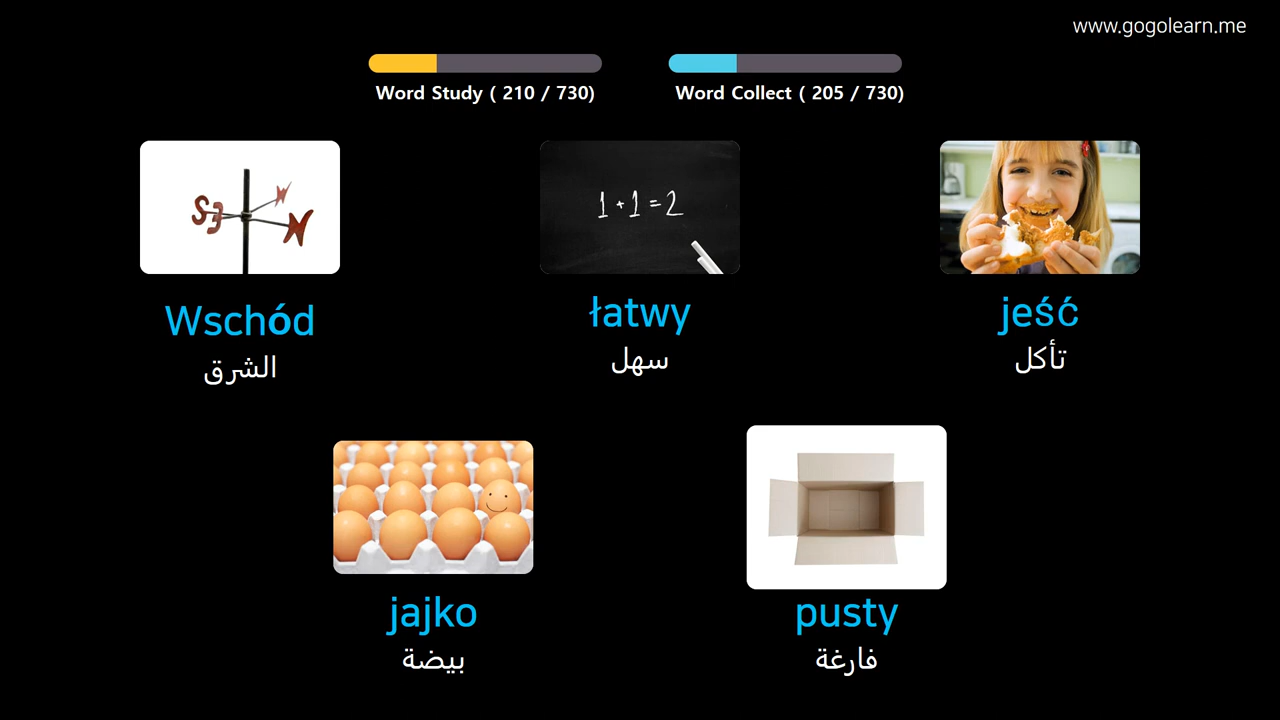 www.gogolearn.me
Word Study ( 210 / 730)
Word Collect ( 205 / 730)
S
E
W
N
1 + 1 = 2
Wschód
الشرق
łatwy
سهل
jeść
تأكل
jajko
بيضة
pusty
فارغة